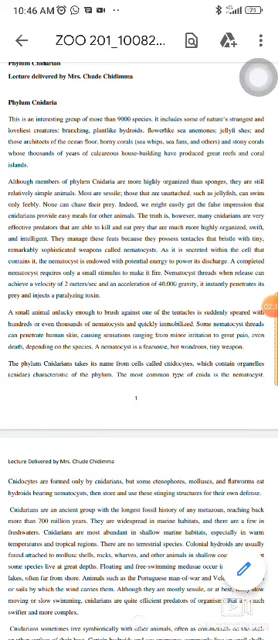 10:46 AM
73
ZOO 201_10082...
Phylum Cnidarian
Lecture delivered by Mrs. Chude Chidimma
Phylum Cnidaria
This is an interesting group of more than 9000 species. It includes some of nature's strangest and
loveliest creatures: branching, plantlike hydroids, flowerlike sea anemones; jellyfishes; and
those architects of the ocean floor, horny corals (sea whips, sea fans, and others) and stony corals
whose thousands of years of calcareous house-building have produced great reefs and coral
islands.
Although members of phylum Cnidaria are more highly organized than sponges, they are still
relatively simple animals. Most are sessile; those that are unattached, such as jellyfish, can swim
only feebly. None can chase their prey. Indeed, we might easily get the false impression that
cnidarians provide easy meals for other animals. The truth is, however, many cnidarians are very
effective predators that are able to kill and eat prey that are much more highly organized, swift,
and intelligent. They manage these feats because they possess tentacles that bristle with tiny,
remarkably sophisticated weapons called nematocysts. As it is secreted within the cell that
contains it, the nematocyst is endowed with potential energy to power its discharge. A completed
nematocyst requires only a small stimulus to make it fire. Nematocyst threads when release can
achieve a velocity of 2 meters/sec and an acceleration of 40,000 gravity, it instantly penetrates its
prey and injects a paralyzing toxin.
A small animal unlucky enough to brush against one of the tentacles is suddenly speared with
hundreds or even thousands of nematocysts and quickly immobilized. Some nematocyst threads
can penetrate human skin, causing sensations ranging from minor irritation to great pain, even
death, depending on the species. A nematocyst is a fearsome, but wondrous, tiny weapon.
The phylum Cnidarians takes its name from cells called cnidocytes, which contain organelles
(cnidae) characteristic of the phylum. The most common type of cnida is the nematocyst.
1
Lecture Delivered by Mrs. Chude Chidimma
Cnidocytes are formed only by cnidarians, but some ctenophores, molluscs, and flatworms eat
hydroids bearing nematocysts, then store and use these stinging structures for their own defense.
Cnidarians are an ancient group with the longest fossil history of any metazoan, reaching back
more than 700 million years. They are widespread in marine habitats, and there are a few in
freshwaters. Cnidarians are most abundant in shallow marine habitats, especially in warm
temperatures and tropical regions. There are no terrestrial species. Colonial hydroids are usually
found attached to mollusc shells, rocks, wharves, and other animals in shallow
some species live at great depths. Floating and free-swimming medusae occur in
lakes, often far from shore. Animals such as the Portuguese man-of-war and
or sails by which the wind carries them. Although they are mostly sessile, or at best, slow
moving or slow swimming, cnidarians are quite efficient predators of organism that much
swifter and more complex.
Cnidarians sometimes live symbiotically with other animals, often as